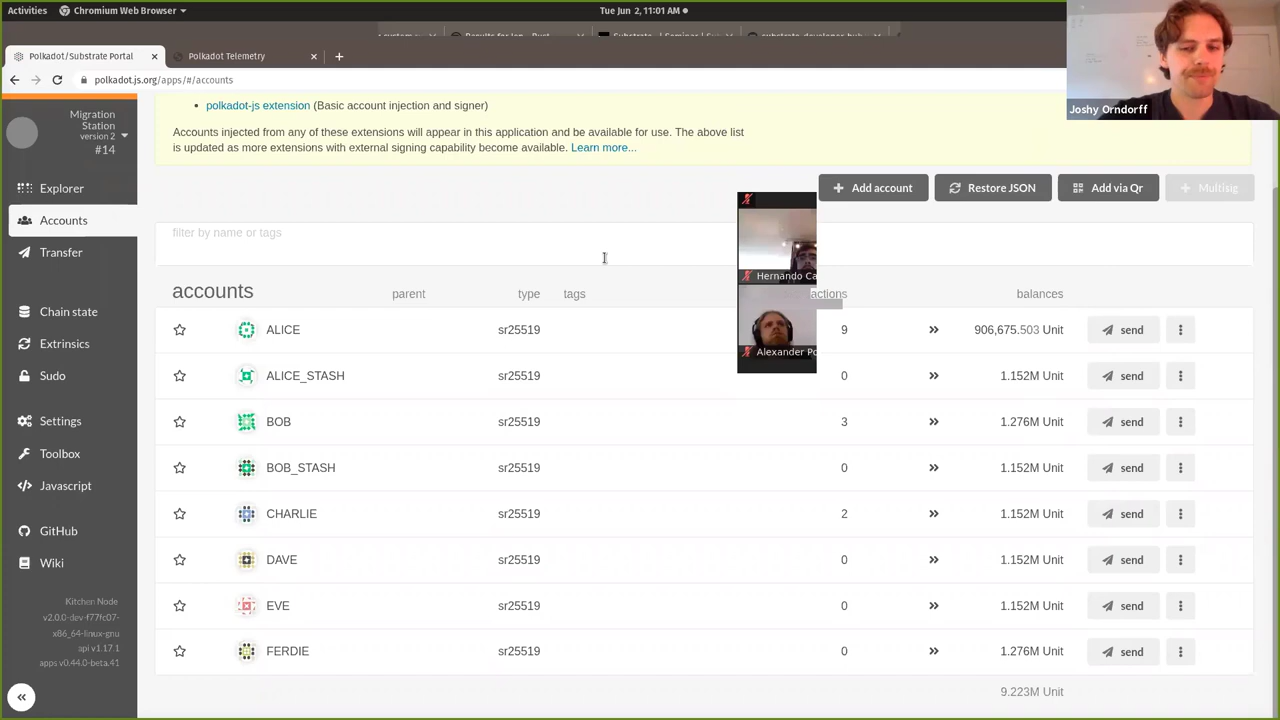 Activities
Chromium Web Browser
Tue Jun 2, 11:01 AM
Polkadot/Substrate Portal
Polkadot Telemetry
polkadot.js.org/apps/#/accounts
Joshy Orndorff
Migration
Station
version 2
#14
Explorer
Accounts
Transfer
Chain state
Extrinsics
Sudo
Settings
Toolbox
Javascript
GitHub
Wiki
Kitchen Node
v2.0.0-dev-f77fc07-
x86_64-linux-gnu
api v1.17.1
apps v0.44.0-beta.41
polkadot-js extension (Basic account injection and signer)
Accounts injected from any of these extensions will appear in this application and be available for use. The above list
is updated as more extensions with external signing capability become available. Learn more...
Add account
Restore JSON
Add via Qr
Multisig
filter by name or tags
Hernando Ca
Alexander Po
accounts parent type tags actions balances
ALICE sr25519 9 906,675.503 Unit send
ALICE_STASH sr25519 0 1.152M Unit send
BOB sr25519 3 1.276M Unit send
BOB_STASH sr25519 0 1.152M Unit send
CHARLIE sr25519 2 1.152M Unit send
DAVE sr25519 0 1.152M Unit send
EVE sr25519 0 1.152M Unit send
FERDIE sr25519 0 1.276M Unit send
9.223M Unit